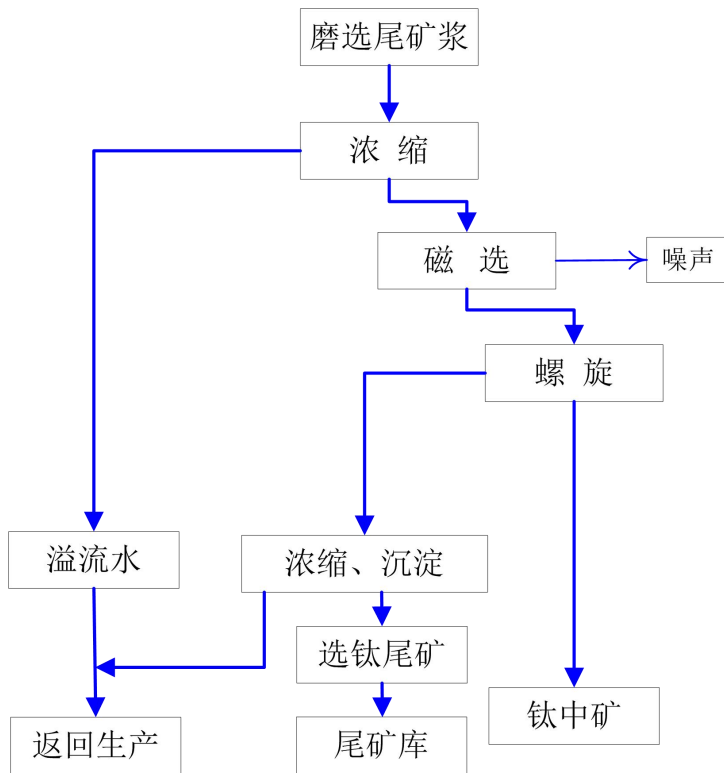 磨选尾矿浆
浓 缩
磁 选
噪声
螺 旋
溢流水
浓缩、沉淀
选钛尾矿
钛中矿
返回生产
尾矿库